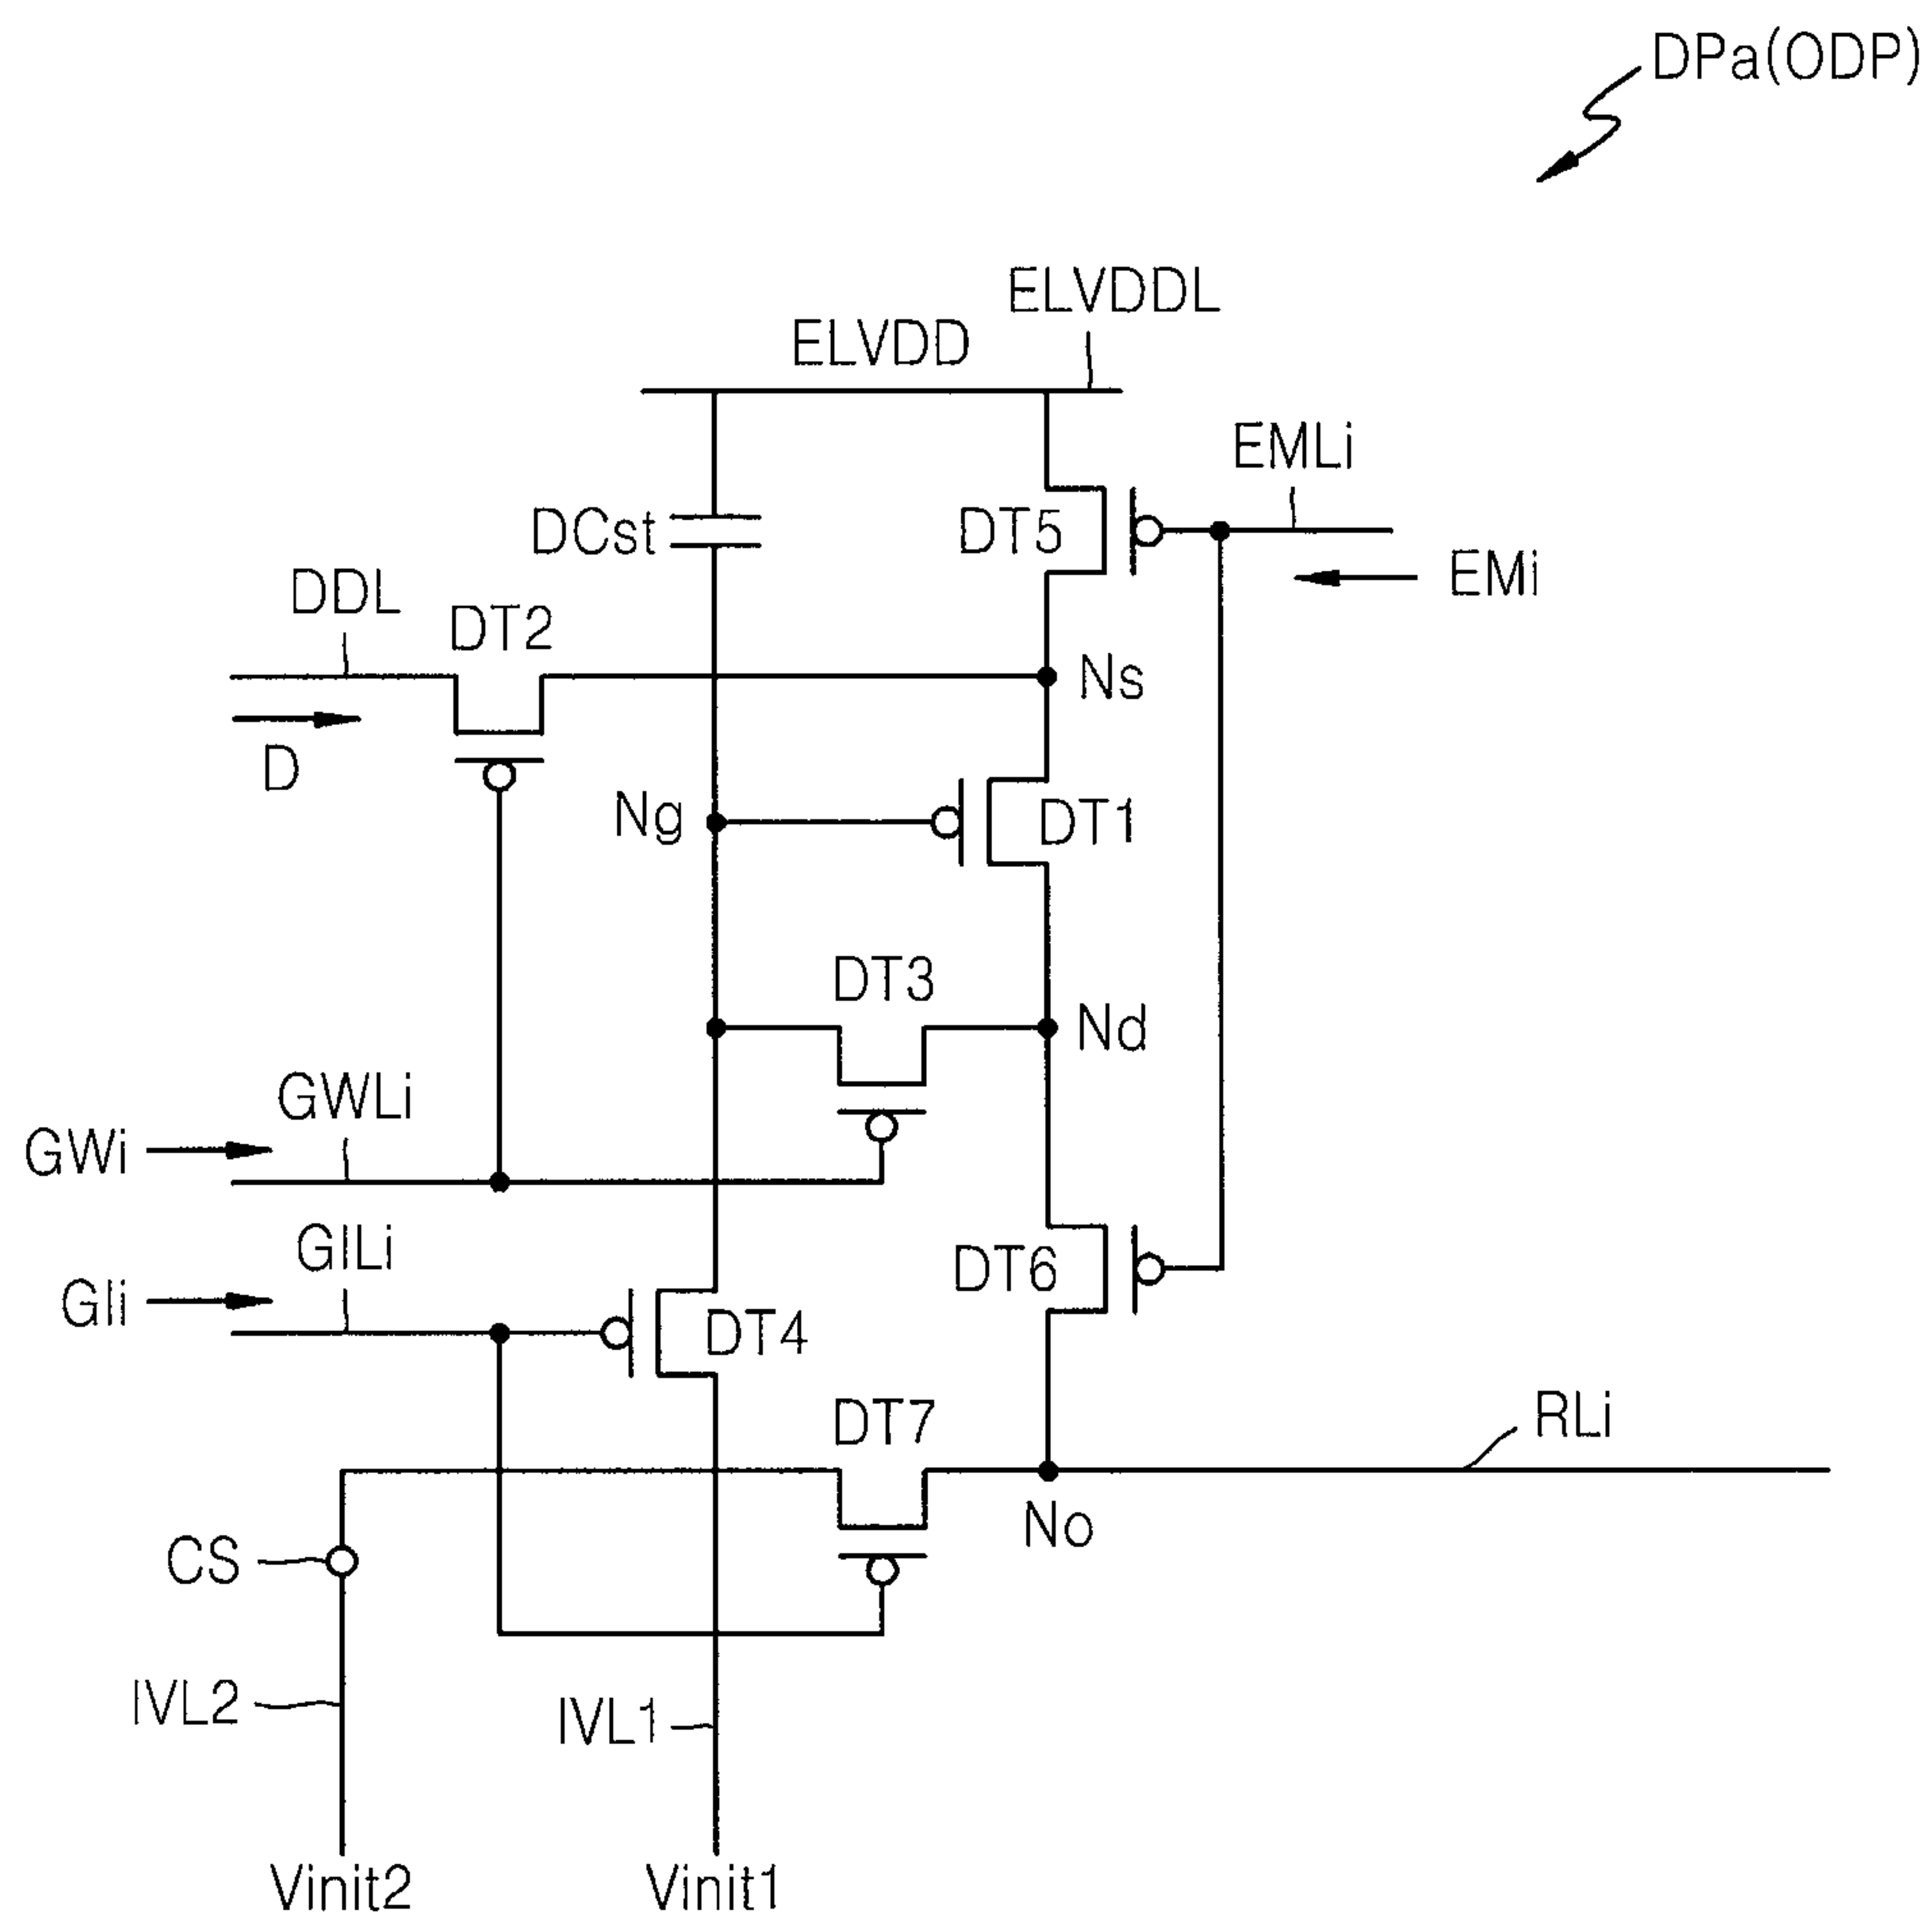 DPa(ODP)
ELVDDL
ELVDD
EMLi
DCst
DT5
EMi
DDL
DT2
Ns
D
Ng
DT1
DT3
Nd
GWLi
GWi
GILi
DT6
GIi
DT4
DT7
RLi
No
CS
IVL2
IVL1
Vinit2
Vinit1